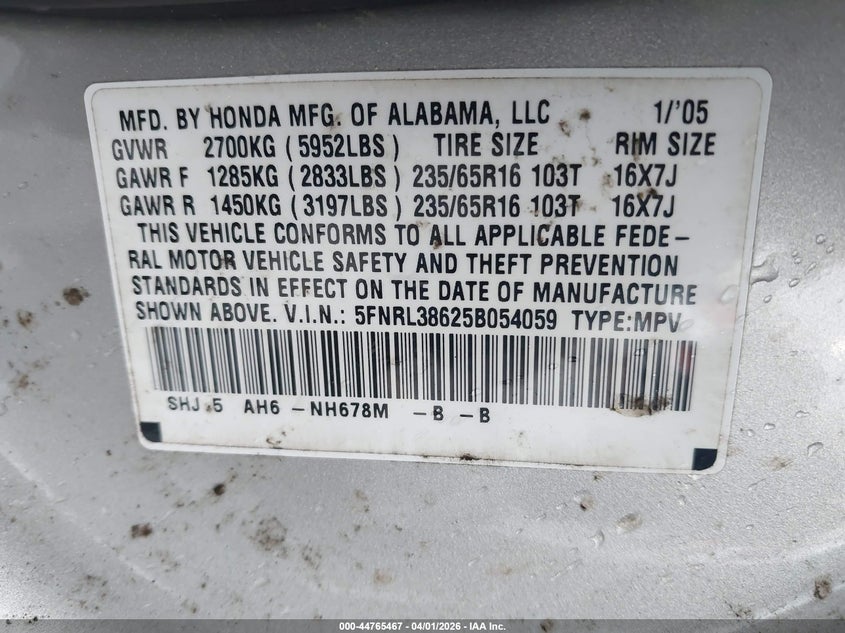 MFD. BY HONDA MFG. OF ALABAMA, LLC 1/'05
GVWR 2700KG (5952LBS) TIRE SIZE RIM SIZE
GAWR F 1285KG (2833LBS) 235/65R16 103T 16X7J
GAWR R 1450KG (3197LBS) 235/65R16 103T 16X7J
THIS VEHICLE CONFORMS TO ALL APPLICABLE FEDE-
RAL MOTOR VEHICLE SAFETY AND THEFT PREVENTION
STANDARDS IN EFFECT ON THE DATE OF MANUFACTURE
SHOWN ABOVE. V.I.N.: 5FNRL38625B054059 TYPE:MPV
SHJ 5 AH6 -NH678M -B -B
000-44765467 - 04/01/2026 - IAA Inc.